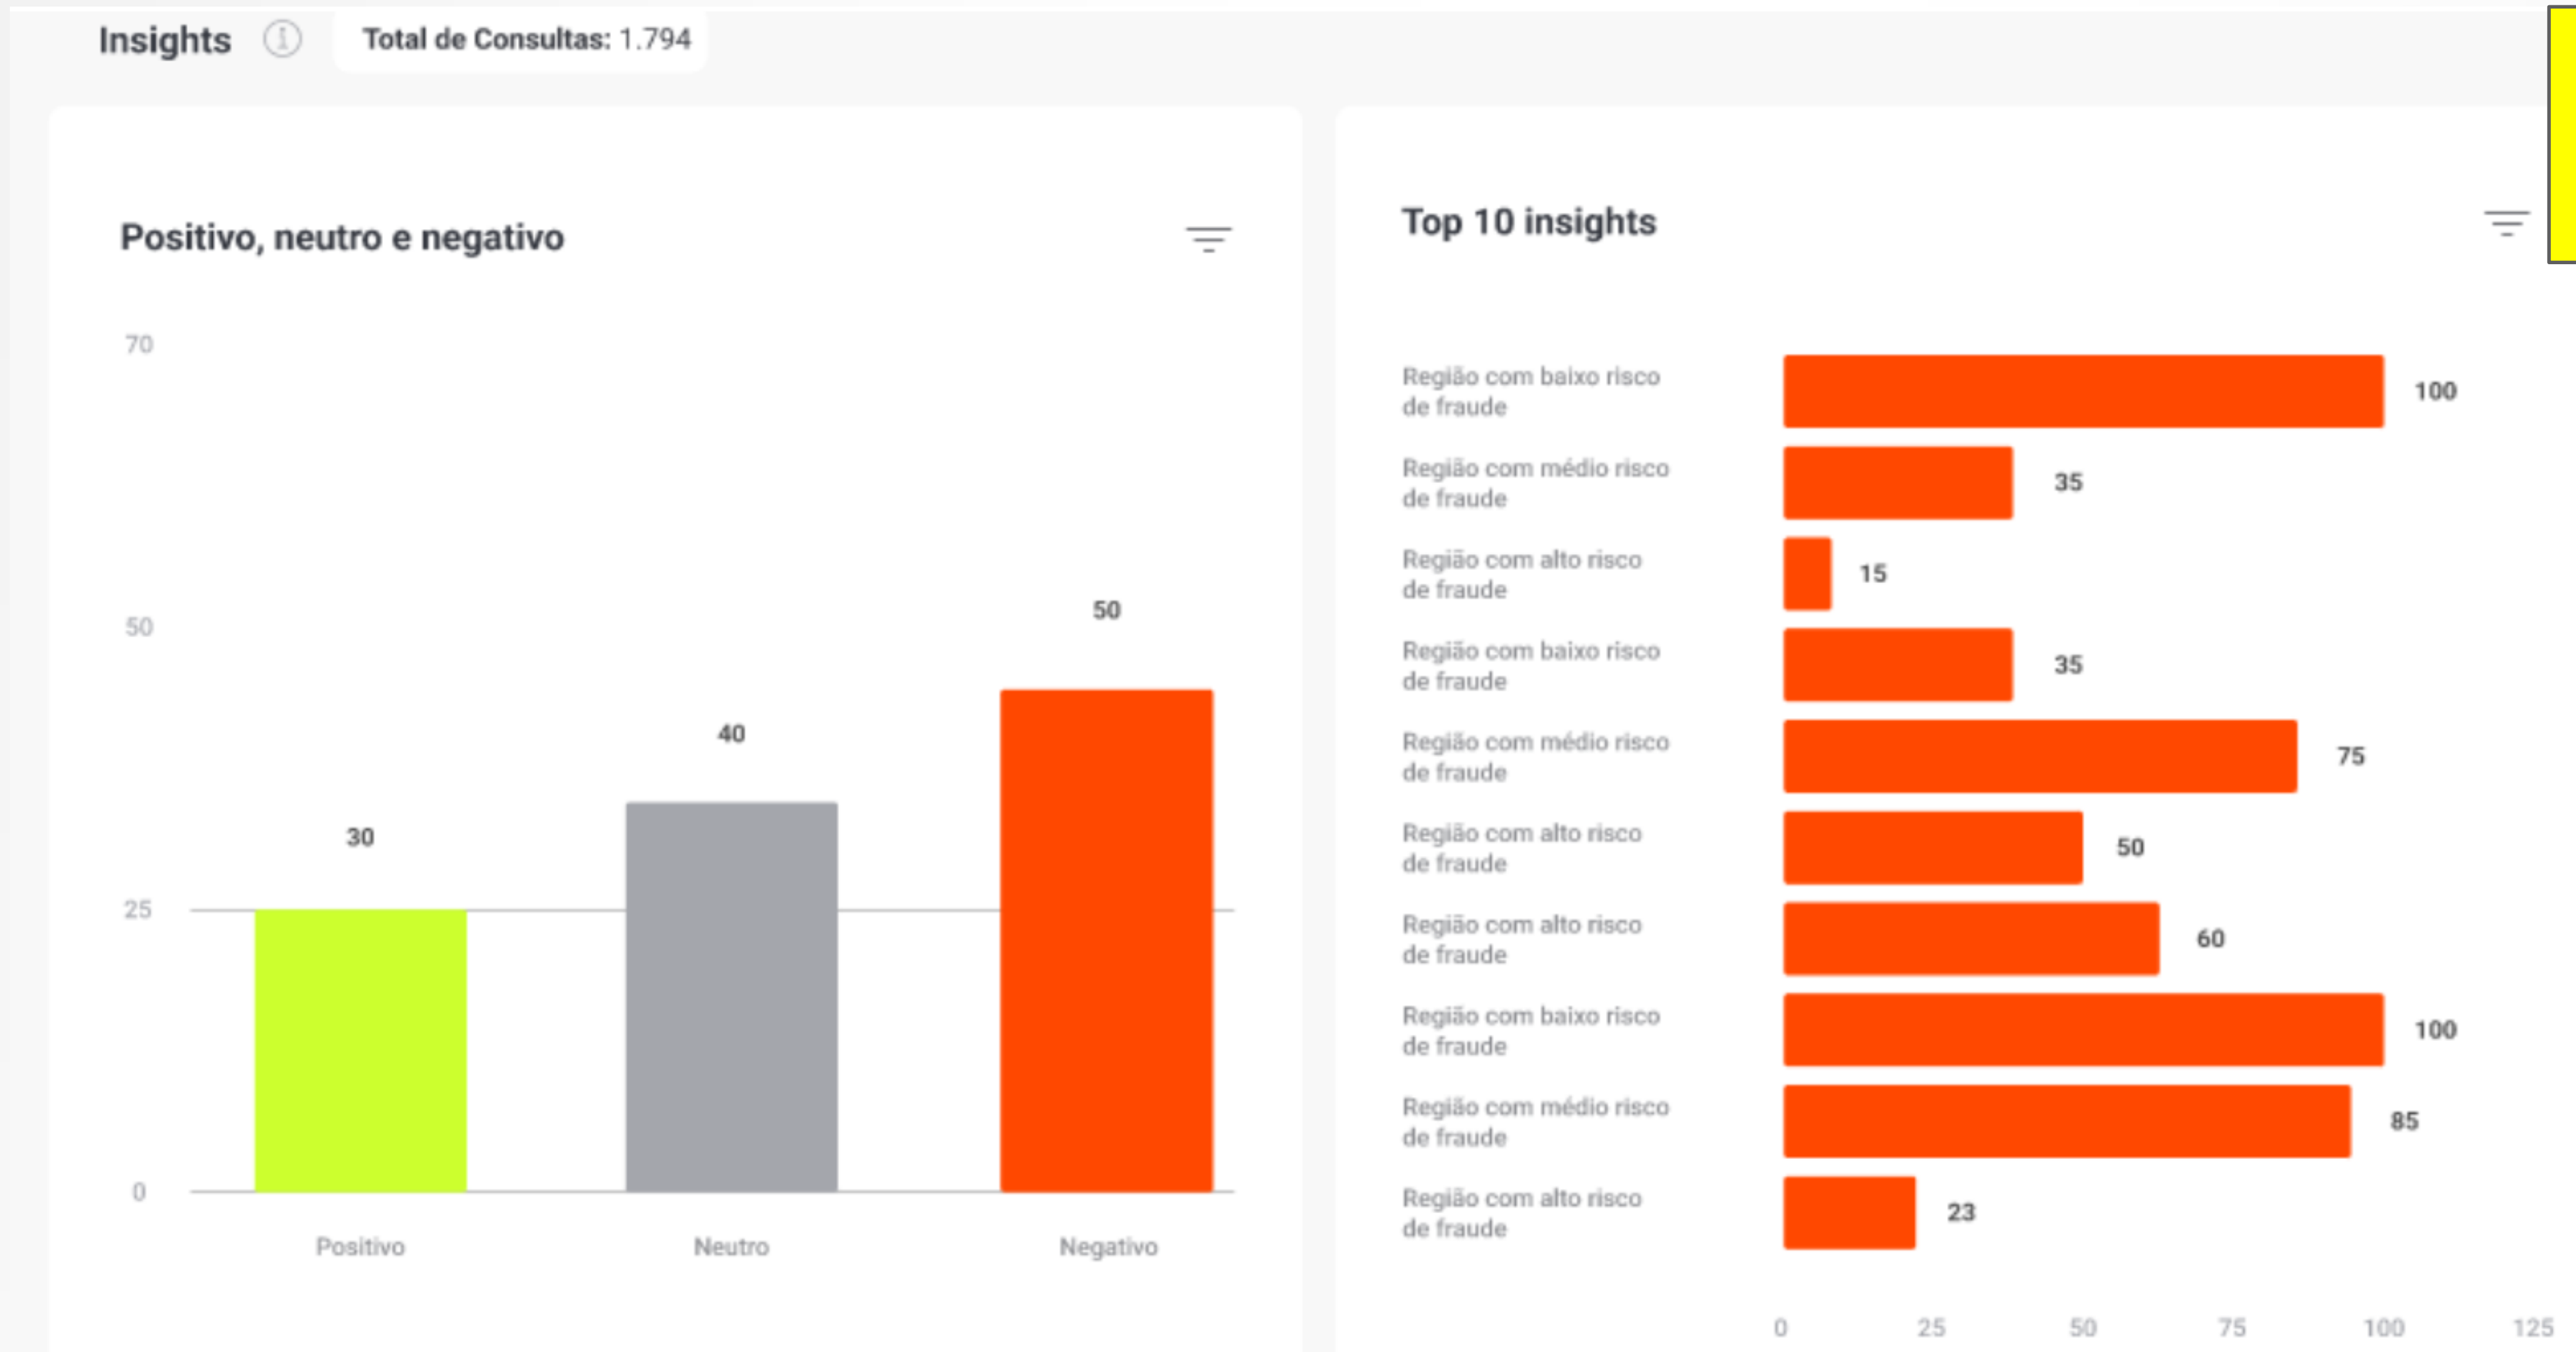 Insights
Total de Consultas: 1.794
Positivo, neutro e negativo
70
50
25
0
30
40
50
Positivo
Neutro
Negativo
Top 10 insights
Região com baixo risco
de fraude
100
Região com médio risco
de fraude
35
Região com alto risco
de fraude
15
Região com baixo risco
de fraude
35
Região com médio risco
de fraude
75
Região com alto risco
de fraude
50
Região com alto risco
de fraude
60
Região com baixo risco
de fraude
100
Região com médio risco
de fraude
85
Região com alto risco
de fraude
23
0 25 50 75 100 125